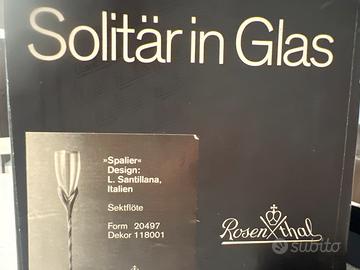 Solitär in Glas
»Spalier«
Design:
L. Santillana,
Italien
Sektflöte
Form 20497
Dekor 118001
Rosenthal
subito